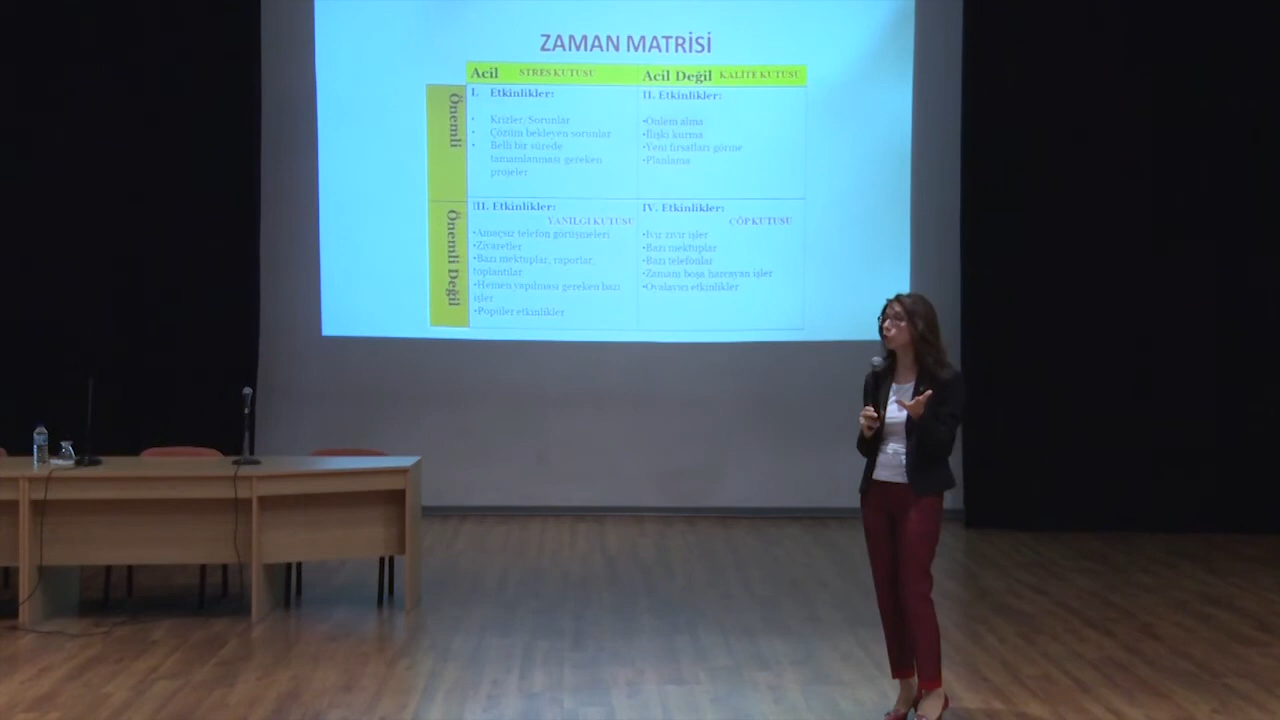 ZAMAN MATRİSİ
Acil STRES KUTUSU
Acil Değil KALİTE KUTUSU
Önemli
I. Etkinlikler:
• Krizler/Sorunlar
• Çözüm bekleyen sorunlar
• Belli bir sürede
tamamlanması gereken
projeler
II. Etkinlikler:
•Önlem alma
•İlişki kurma
•Yeni fırsatları görme
•Planlama
Önemli Değil
III. Etkinlikler:
YANILGI KUTUSU
•Amaçsız telefon görüşmeleri
•Ziyaretler
•Bazı mektuplar, raporlar,
toplantılar
•Hemen yapılması gereken bazı
işler
•Popüler etkinlikler
IV. Etkinlikler:
ÇÖP KUTUSU
•Ivır zıvır işler
•Bazı mektuplar
•Bazı telefonlar
•Zamanı boşa harcayan işler
•Oyalayıcı etkinlikler